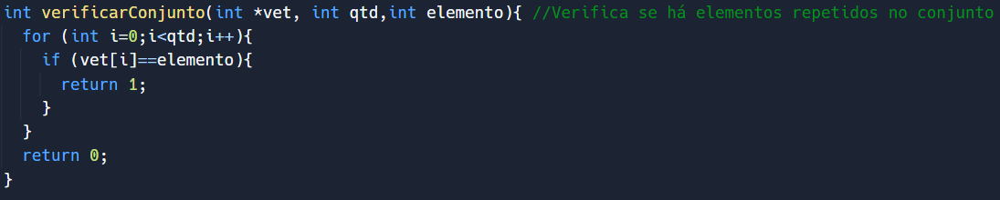 int verificarConjunto(int *vet, int qtd,int elemento){ //Verifica se há elementos repetidos no conjunto
  for (int i=0;i<qtd;i++){
    if (vet[i]==elemento){
      return 1;
    }
  }
  return 0;
}